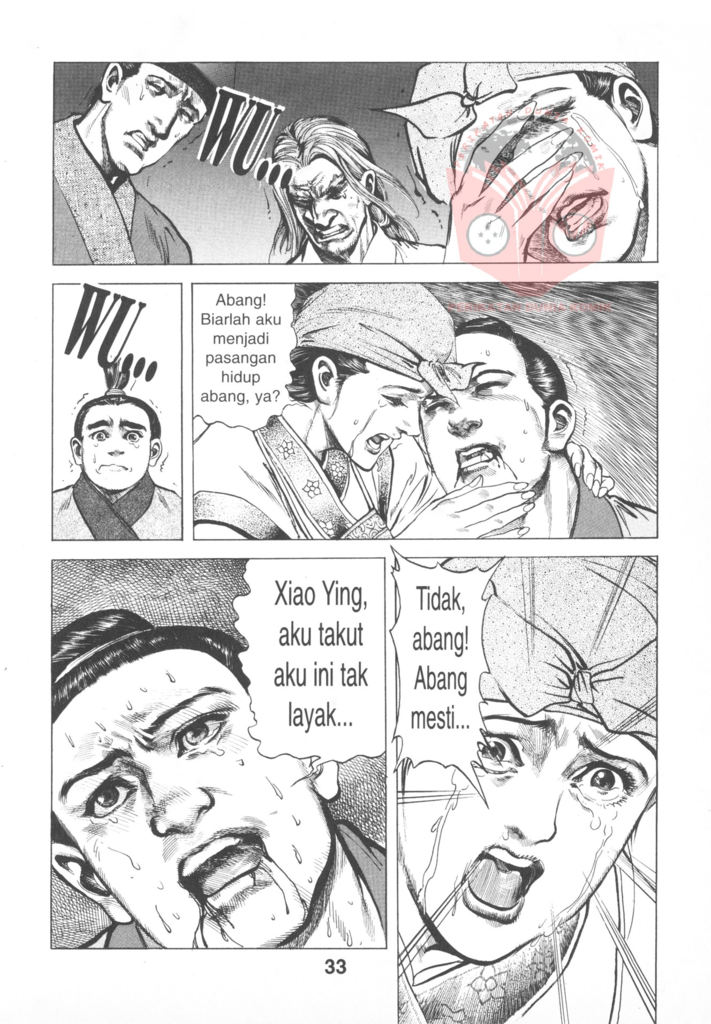 WU...
WU...
Abang!
Biarlah aku
menjadi
pasangan
hidup
abang, ya?
Xiao Ying,
aku takut
aku ini tak
layak...
Tidak,
abang!
Abang
mesti...
33